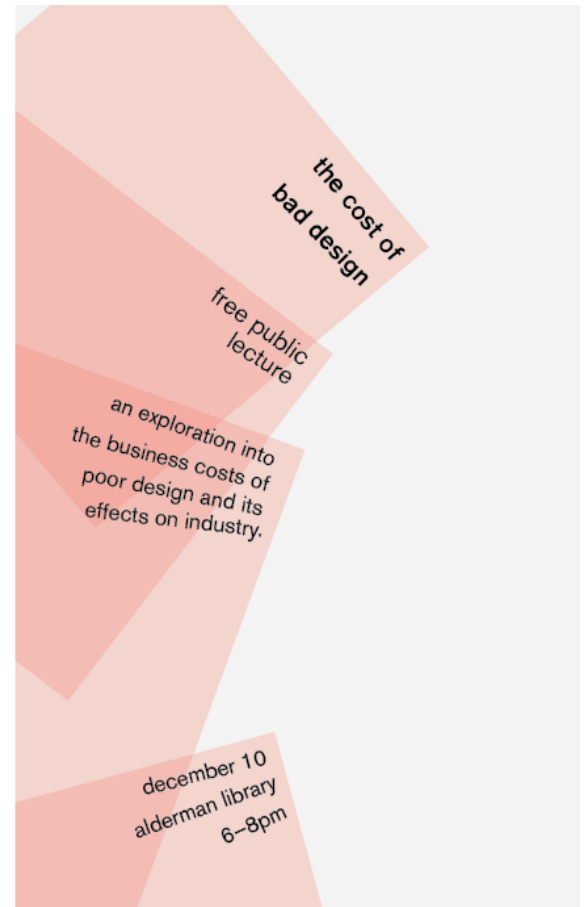 the cost of
bad design
free public
lecture
an exploration into
the business costs of
poor design and its
effects on industry.
december 10
alderman library
6–8pm